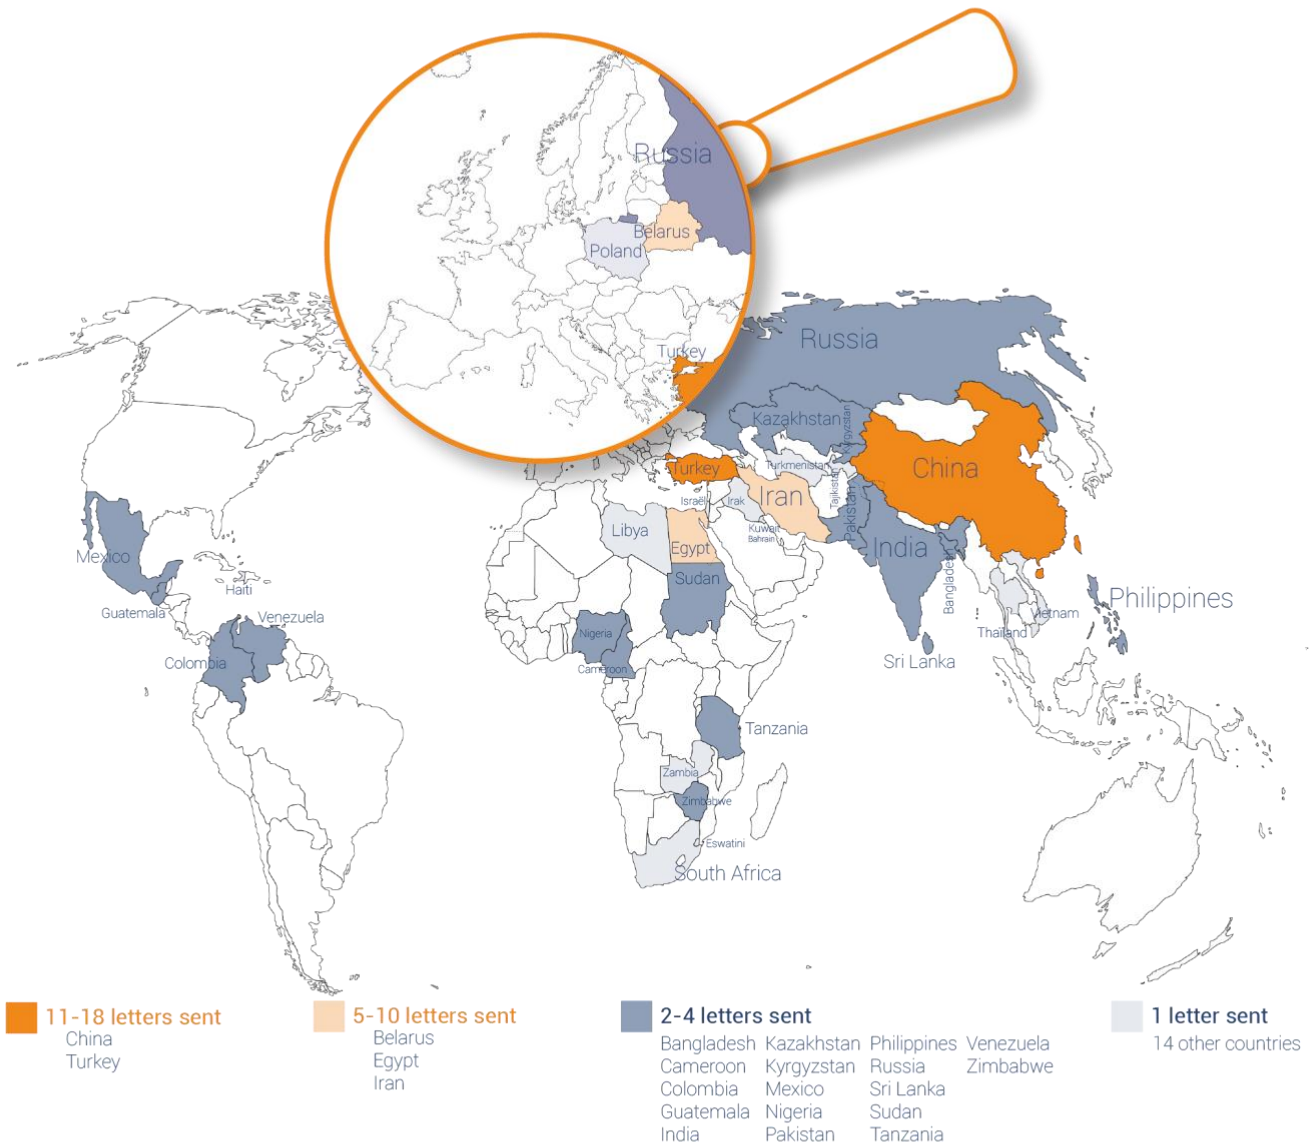 Russia
Belarus
Poland
Turkey
Russia
Kazakhstan
Kyrgyzstan
Turkey
Turkmenistan
Tajikistan
China
Israël
Irak
Iran
Pakistan
Libya
Egypt
Kuwait
Bahrain
India
Bangladesh
Mexico
Haiti
Sudan
Guatemala
Venezuela
Philippines
Vietnam
Thailand
Nigeria
Colombia
Cameroon
Sri Lanka
Tanzania
Zambia
Zimbabwe
Eswatini
South Africa
11-18 letters sent
China
Turkey
5-10 letters sent
Belarus
Egypt
Iran
2-4 letters sent
Bangladesh Kazakhstan Philippines Venezuela
Cameroon Kyrgyzstan Russia Zimbabwe
Colombia Mexico Sri Lanka
Guatemala Nigeria Sudan
India Pakistan Tanzania
1 letter sent
14 other countries